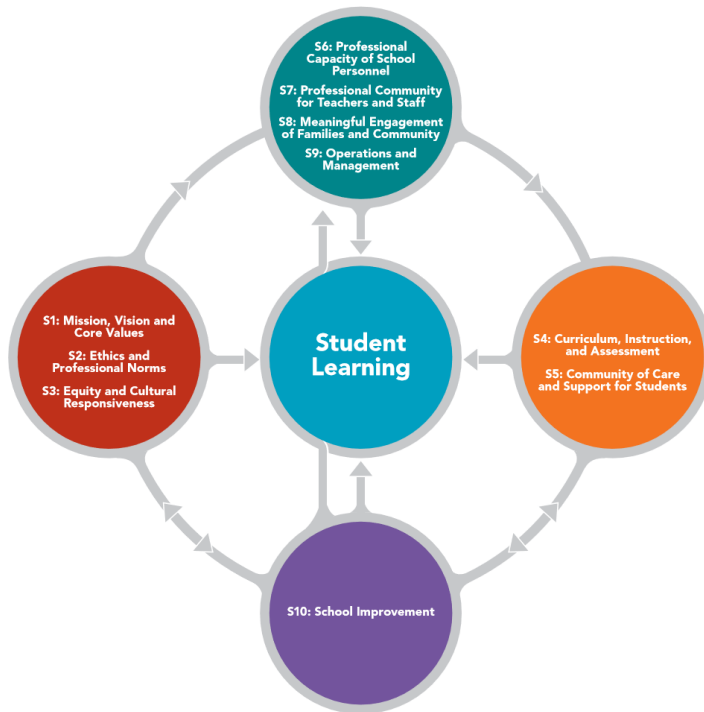 S6: Professional
Capacity of School
Personnel
S7: Professional Community
for Teachers and Staff
S8: Meaningful Engagement
of Families and Community
S9: Operations and
Management
S1: Mission, Vision and
Core Values
S2: Ethics and
Professional Norms
S3: Equity and Cultural
Responsiveness
Student
Learning
S4: Curriculum, Instruction,
and Assessment
S5: Community of Care
and Support for Students
S10: School Improvement